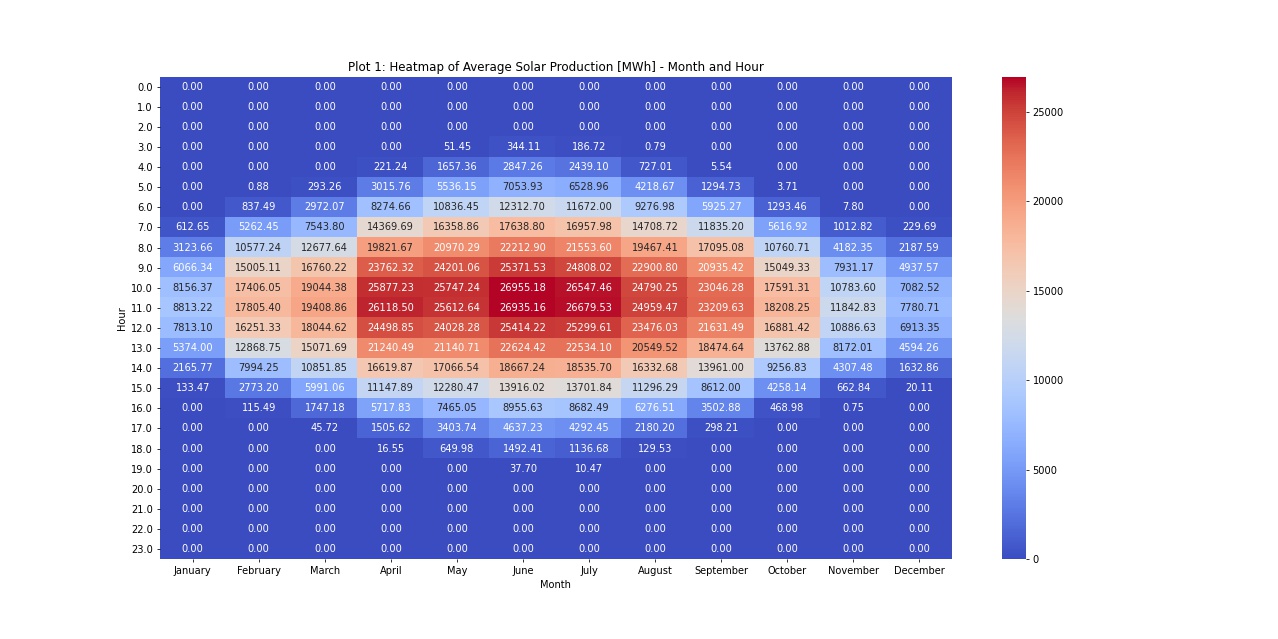 Plot 1: Heatmap of Average Solar Production [MWh] - Month and Hour
0.0 0.00 0.00 0.00 0.00 0.00 0.00 0.00 0.00 0.00 0.00 0.00 0.00
1.0 0.00 0.00 0.00 0.00 0.00 0.00 0.00 0.00 0.00 0.00 0.00 0.00
2.0 0.00 0.00 0.00 0.00 0.00 0.00 0.00 0.00 0.00 0.00 0.00 0.00
3.0 0.00 0.00 0.00 0.00 51.45 344.11 186.72 0.79 0.00 0.00 0.00 0.00
4.0 0.00 0.00 0.00 221.24 1657.36 2847.26 2439.10 727.01 5.54 0.00 0.00 0.00
5.0 0.00 0.88 293.26 3015.76 5536.15 7053.93 6528.96 4218.67 1294.73 3.71 0.00 0.00
6.0 0.00 837.49 2972.07 8274.66 10836.45 12312.70 11672.00 9276.98 5925.27 1293.46 7.80 0.00
7.0 612.65 5262.45 7543.80 14369.69 16358.86 17638.80 16957.98 14708.72 11835.20 5616.92 1012.82 229.69
8.0 3123.66 10577.24 12677.64 19821.67 20970.29 22212.90 21553.60 19467.41 17095.08 10760.71 4182.35 2187.59
9.0 6066.34 15005.11 16760.22 23762.32 24201.06 25371.53 24808.02 22900.80 20935.42 15049.33 7931.17 4937.57
10.0 8156.37 17406.05 19044.38 25877.23 25747.24 26955.18 26547.46 24790.25 23046.28 17591.31 10783.60 7082.52
11.0 8813.22 17805.40 19408.86 26118.50 25612.64 26935.16 26679.53 24959.47 23209.63 18208.25 11842.83 7780.71
12.0 7813.10 16251.33 18044.62 24498.85 24028.28 25414.22 25299.61 23476.03 21631.49 16881.42 10886.63 6913.35
13.0 5374.00 12868.75 15071.69 21240.49 21140.71 22624.42 22534.10 20549.52 18474.64 13762.88 8172.01 4594.26
14.0 2165.77 7994.25 10851.85 16619.87 17066.54 18667.24 18535.70 16332.68 13961.00 9256.83 4307.48 1632.86
15.0 133.47 2773.20 5991.06 11147.89 12280.47 13916.02 13701.84 11296.29 8612.00 4258.14 662.84 20.11
16.0 0.00 115.49 1747.18 5717.83 7465.05 8955.63 8682.49 6276.51 3502.88 468.98 0.75 0.00
17.0 0.00 0.00 45.72 1505.62 3403.74 4637.23 4292.45 2180.20 298.21 0.00 0.00 0.00
18.0 0.00 0.00 0.00 16.55 649.98 1492.41 1136.68 129.53 0.00 0.00 0.00 0.00
19.0 0.00 0.00 0.00 0.00 0.00 37.70 10.47 0.00 0.00 0.00 0.00 0.00
20.0 0.00 0.00 0.00 0.00 0.00 0.00 0.00 0.00 0.00 0.00 0.00 0.00
21.0 0.00 0.00 0.00 0.00 0.00 0.00 0.00 0.00 0.00 0.00 0.00 0.00
22.0 0.00 0.00 0.00 0.00 0.00 0.00 0.00 0.00 0.00 0.00 0.00 0.00
23.0 0.00 0.00 0.00 0.00 0.00 0.00 0.00 0.00 0.00 0.00 0.00 0.00
January February March April May June July August September October November December
Month
Hour
25000
20000
15000
10000
5000
0